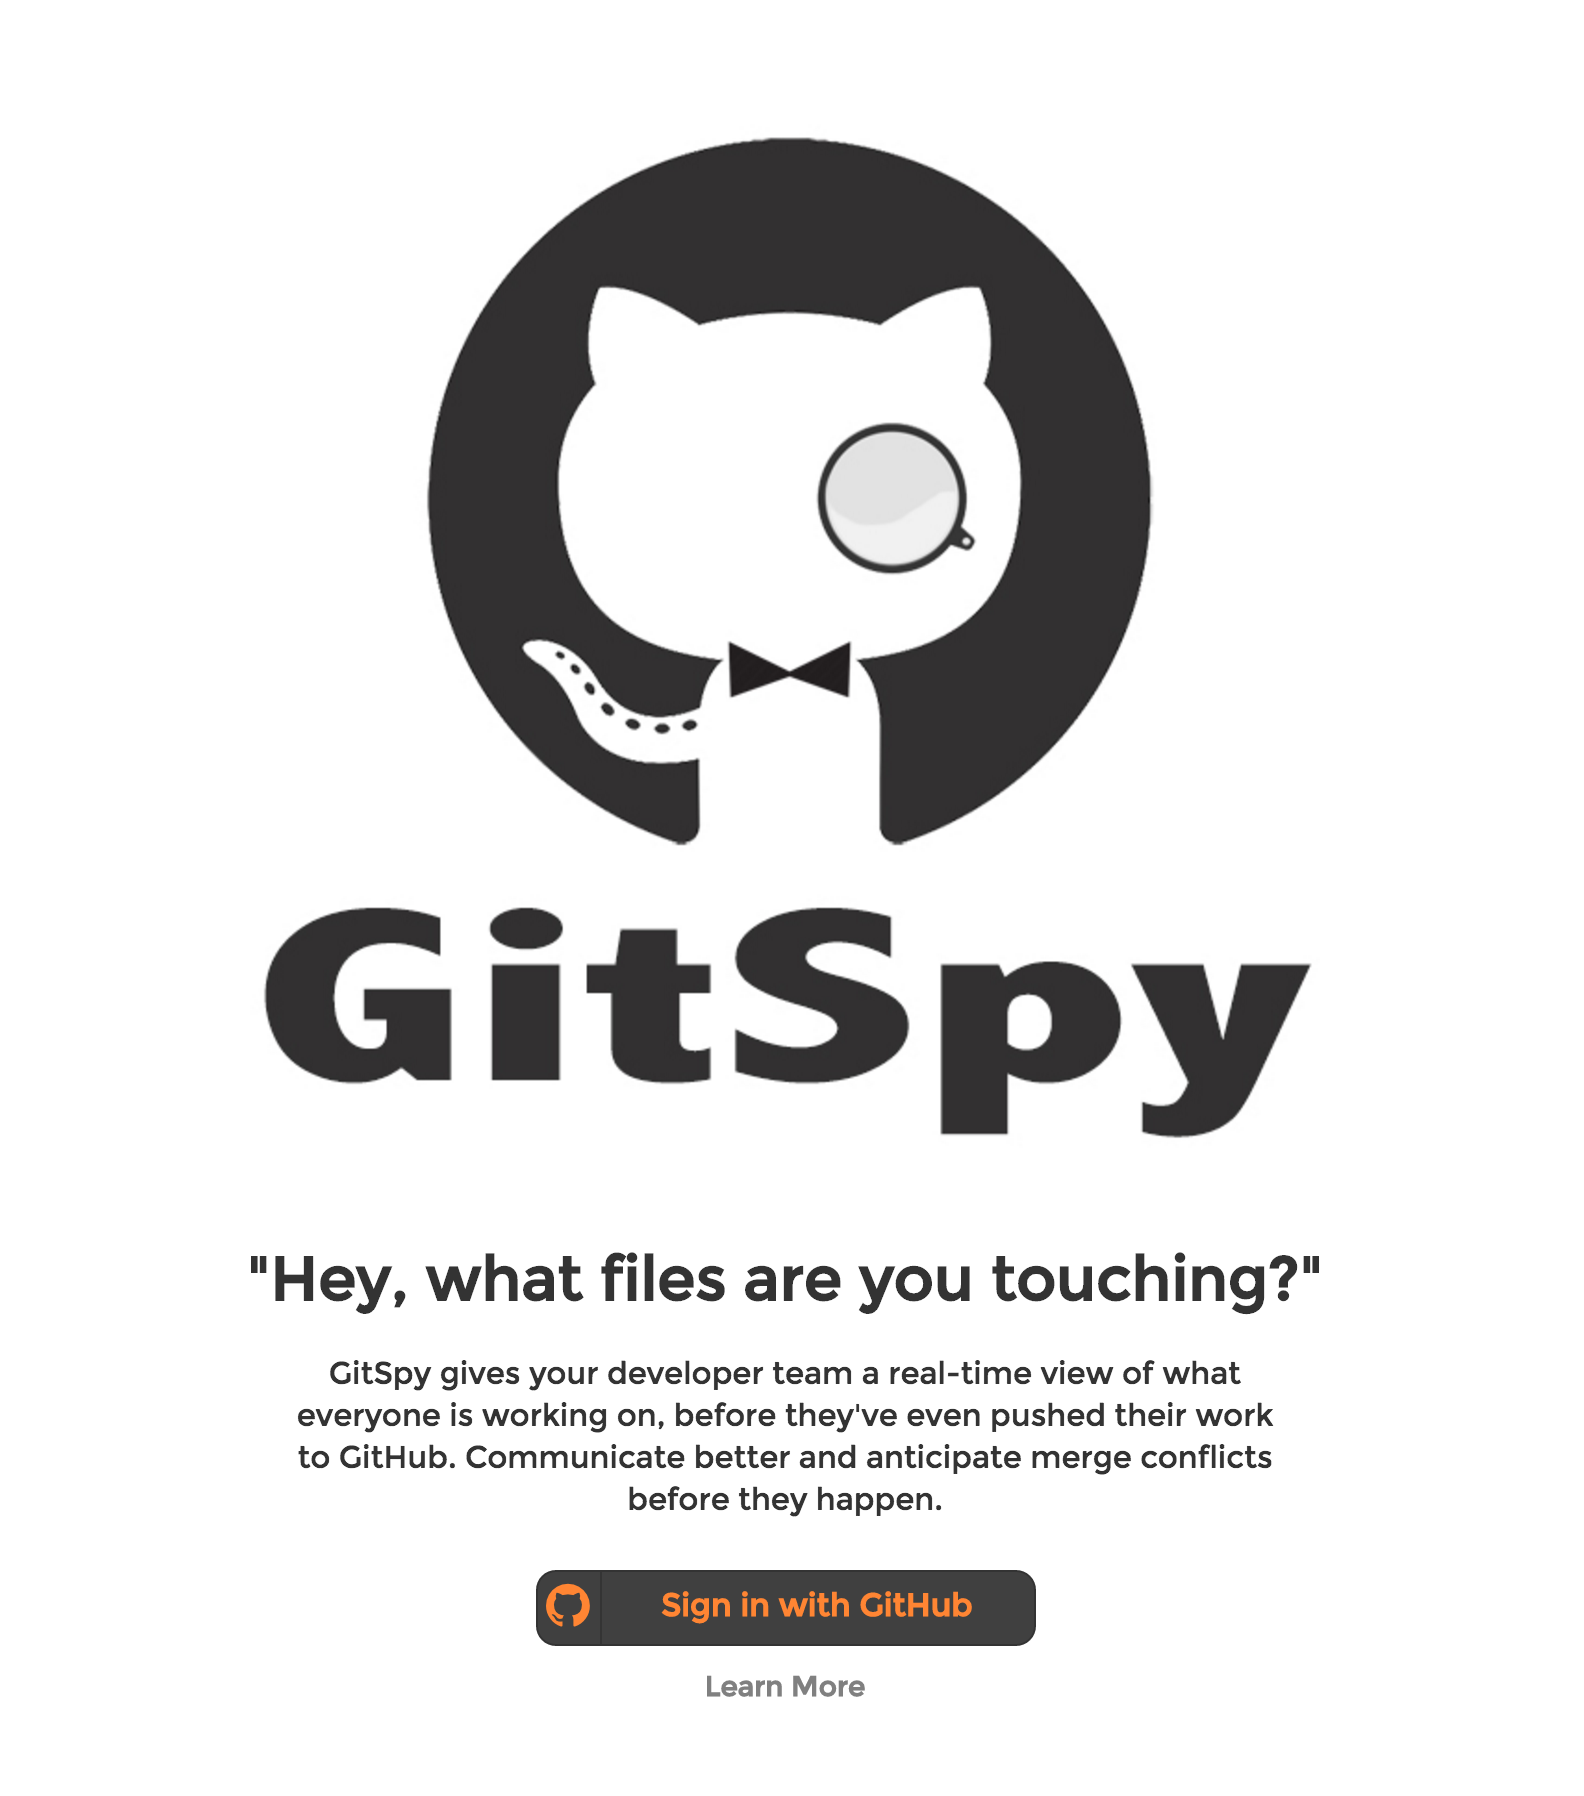 GitSpy
"Hey, what files are you touching?"
GitSpy gives your developer team a real-time view of what
everyone is working on, before they've even pushed their work
to GitHub. Communicate better and anticipate merge conflicts
before they happen.
Sign in with GitHub
Learn More